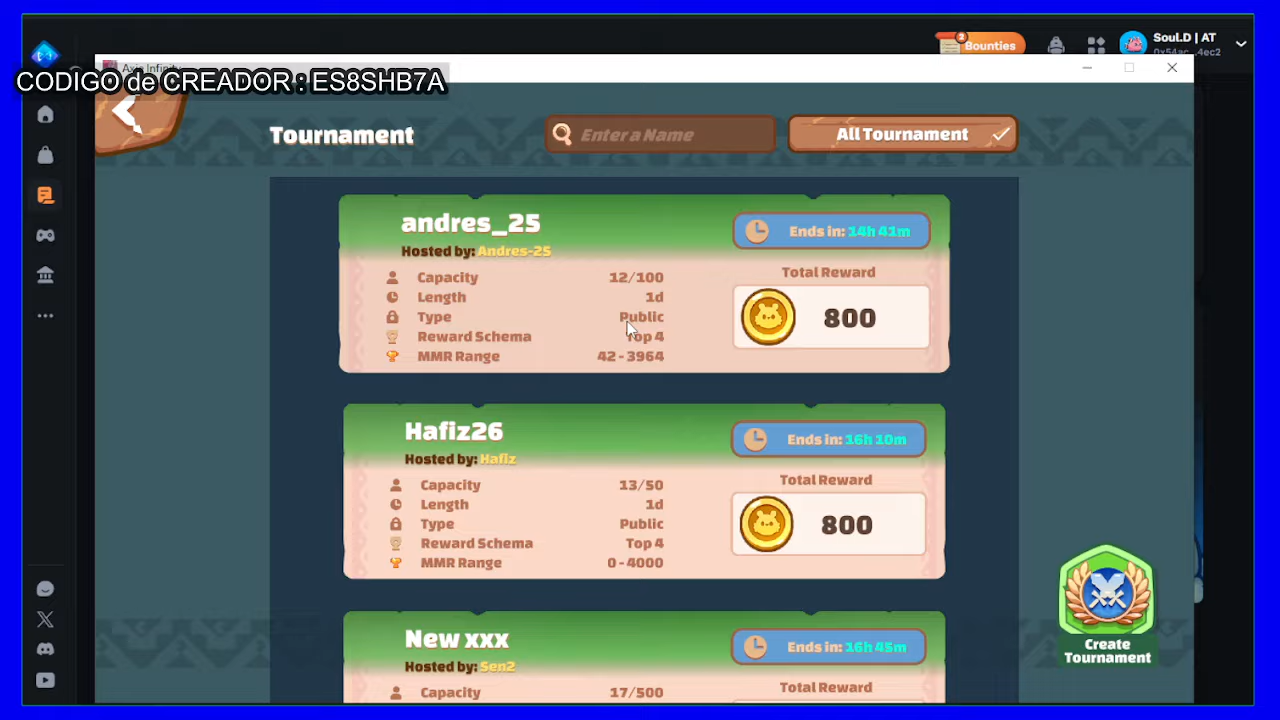 Bounties
2
Soul.D | AT
0x54ac...4ec2
CODIGO de CREADOR : ES8SHB7A
Tournament
Enter a Name
All Tournament
andres_25
Hosted by: Andres-25
Ends in: 14h 41m
Capacity 12/100
Length 1d
Type Public
Reward Schema Top 4
MMR Range 42 - 3964
Total Reward
800
Hafiz26
Hosted by: Hafiz
Ends in: 16h 10m
Capacity 13/50
Length 1d
Type Public
Reward Schema Top 4
MMR Range 0 - 4000
Total Reward
800
New xxx
Hosted by: Sen2
Ends in: 16h 45m
Capacity 17/500
Total Reward
Create
Tournament